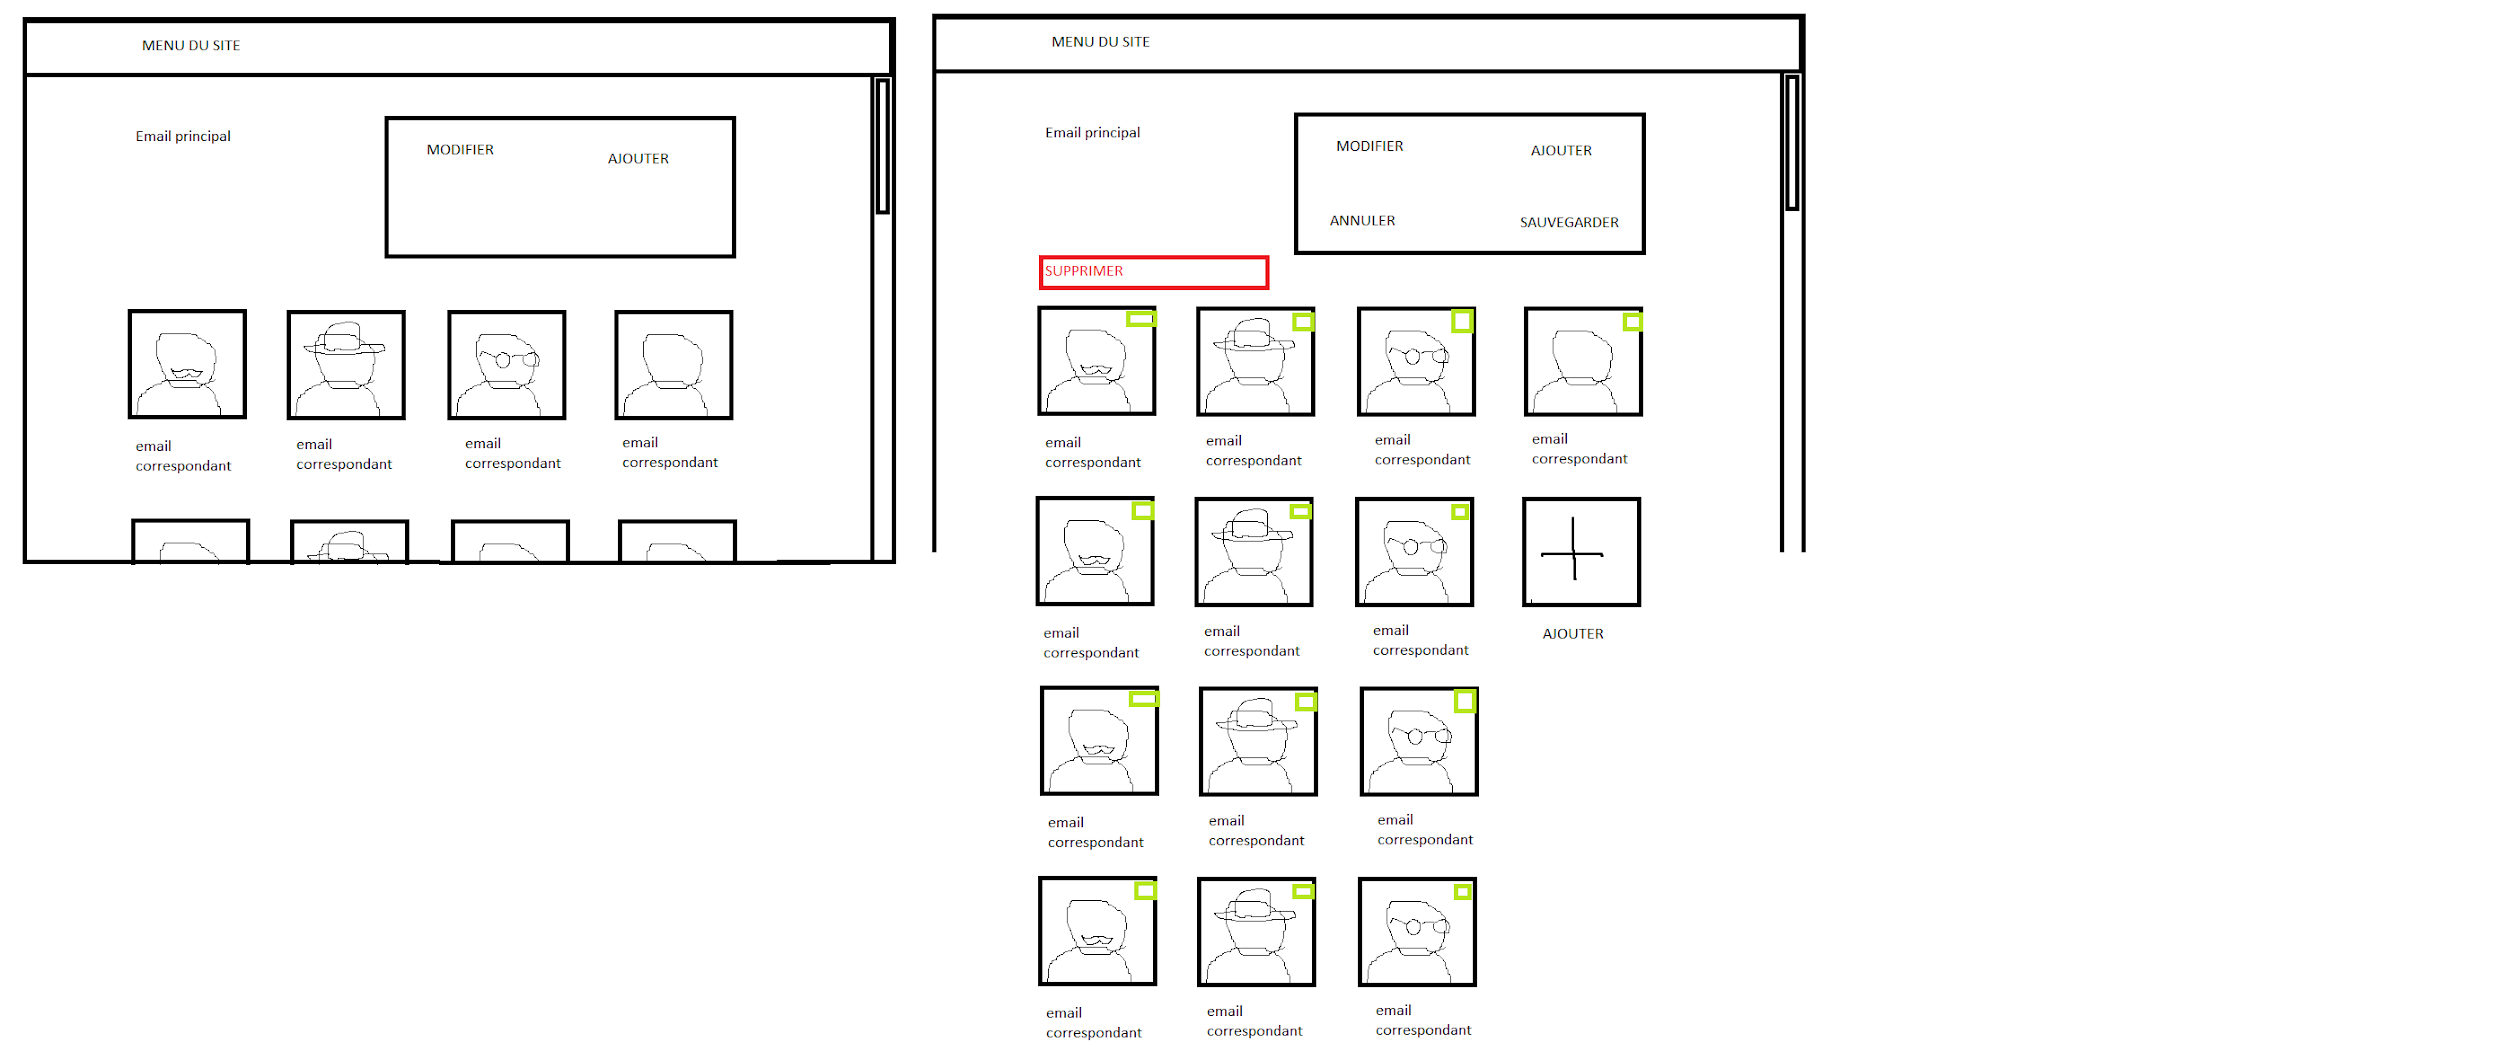 MENU DU SITE
Email principal
MODIFIER
AJOUTER
email
correspondant
email
correspondant
email
correspondant
email
correspondant
MENU DU SITE
Email principal
MODIFIER
AJOUTER
ANNULER
SAUVEGARDER
SUPPRIMER
email
correspondant
email
correspondant
email
correspondant
email
correspondant
email
correspondant
email
correspondant
email
correspondant
AJOUTER
email
correspondant
email
correspondant
email
correspondant
email
correspondant
email
correspondant
email
correspondant